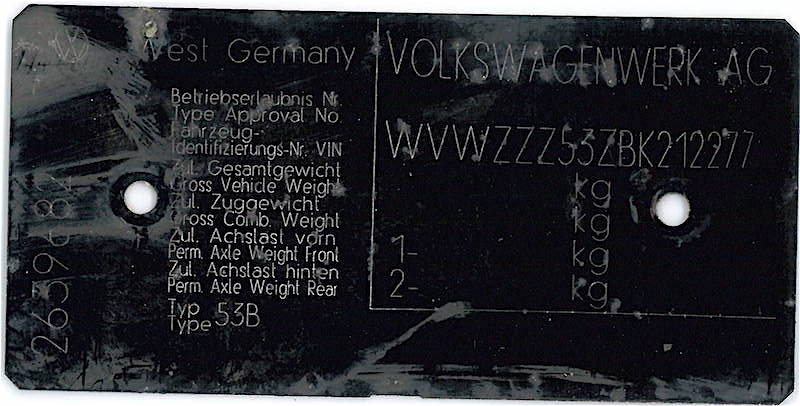 West Germany
VOLKSWAGENWERK AG
Betriebserlaubnis Nr.
Type Approval No.
Fahrzeug-
Identifizierungs-Nr. VIN
WVWZZZ53ZBK212277
Zul. Gesamtgewicht
Gross Vehicle Weight
kg
Zul. Zuggewicht
Gross Comb. Weight
kg
Zul. Achslast vorn
Perm. Axle Weight Front
1- kg
Zul. Achslast hinten
Perm. Axle Weight Rear
2- kg
Typ
Type 53B
2639682